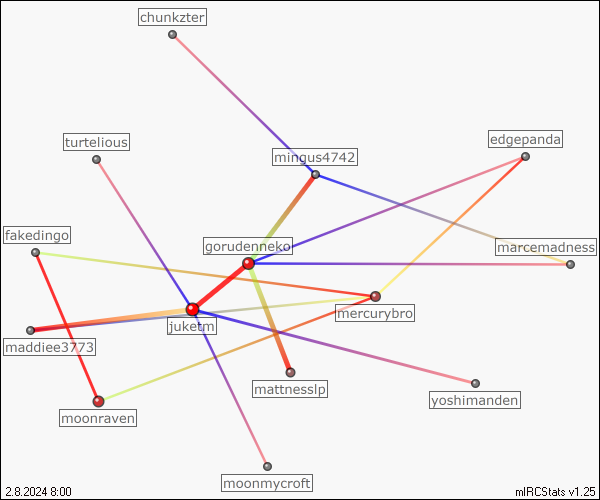 chunkzter
turtelious
edgepanda
mingus4742
fakedingo
gorudenneko
marcemadness
mercurybro
juketm
maddiee3773
mattnesslp
yoshimanden
moonraven
moonmycroft
2.8.2024 8:00
mIRCStats v1.25